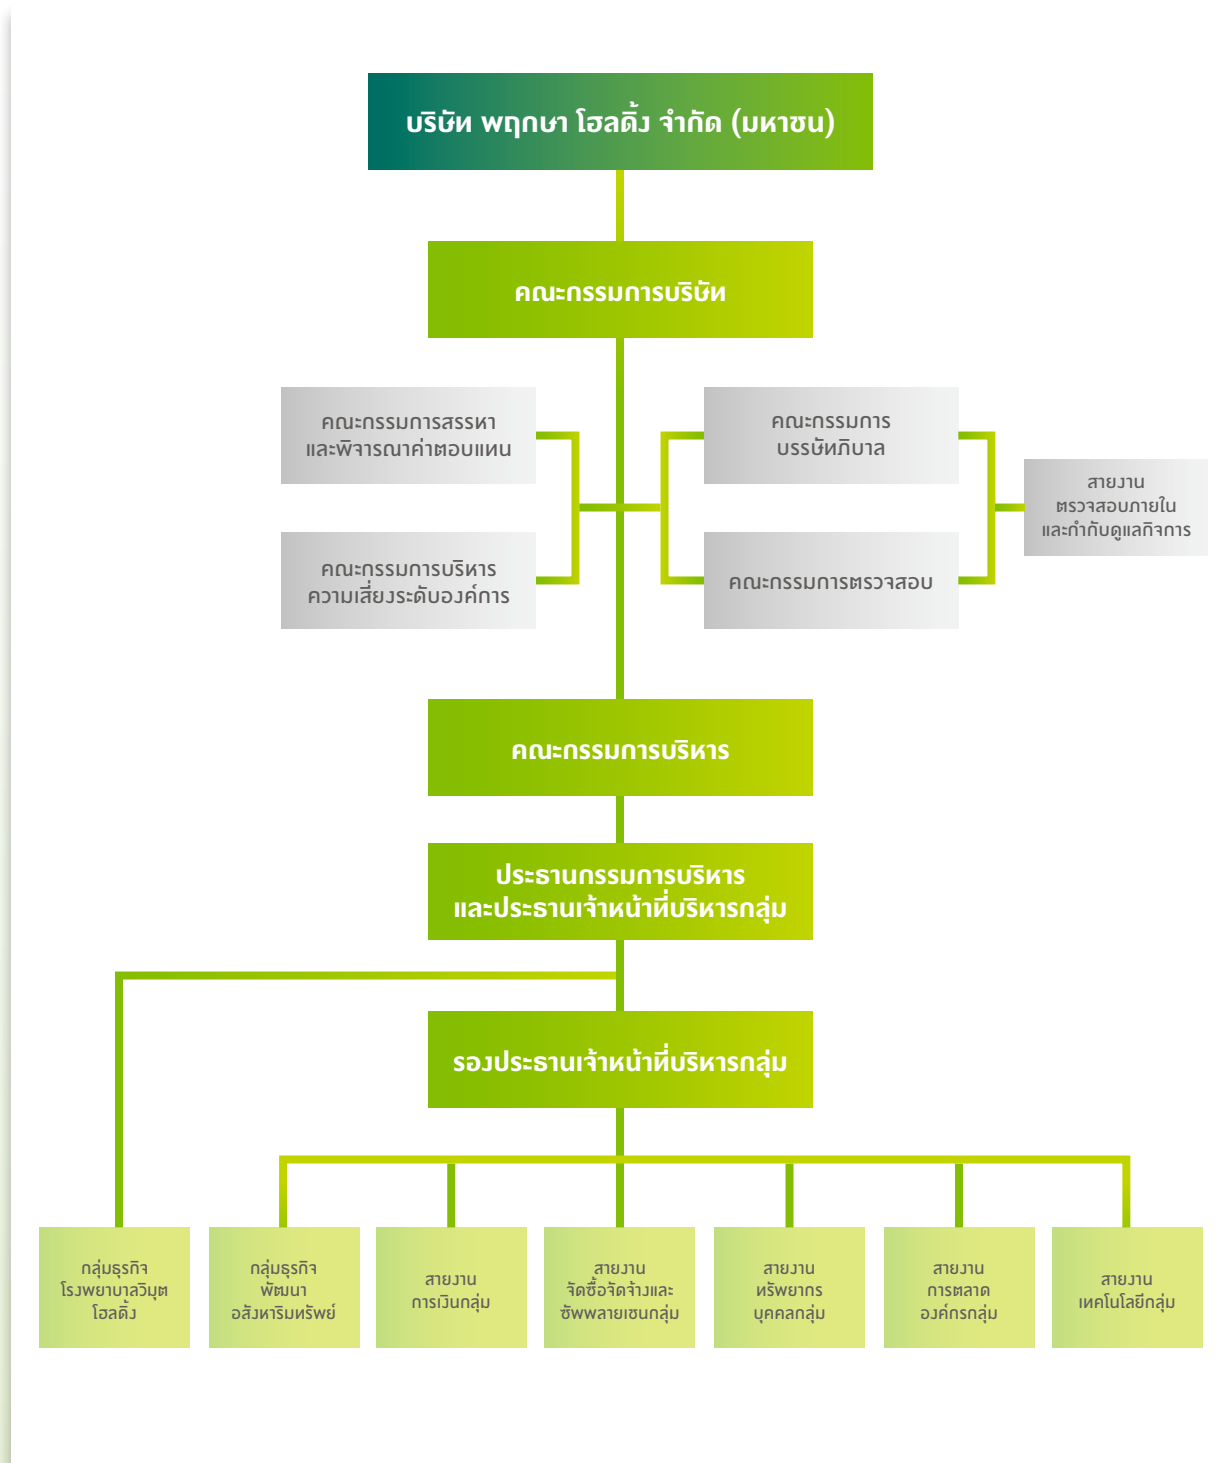 บริษัท พฤกษา โฮลดิ้ง จำกัด (มหาชน)
คณะกรรมการบริษัท
คณะกรรมการสรรหา
และพิจารณาค่าตอบแทน
คณะกรรมการ
บรรษัทภิบาล
สายงาน
ตรวจสอบภายใน
และกำกับดูแลกิจการ
คณะกรรมการบริหาร
ความเสี่ยงระดับองค์การ
คณะกรรมการตรวจสอบ
คณะกรรมการบริหาร
ประธานกรรมการบริหาร
และประธานเจ้าหน้าที่บริหารกลุ่ม
รองประธานเจ้าหน้าที่บริหารกลุ่ม
กลุ่มธุรกิจ
โรงพยาบาลวิมุต
โฮลดิ้ง
กลุ่มธุรกิจ
พัฒนา
อสังหาริมทรัพย์
สายงาน
การเงินกลุ่ม
สายงาน
จัดซื้อจัดจ้างและ
ซัพพลายเชนกลุ่ม
สายงาน
ทรัพยากร
บุคคลกลุ่ม
สายงาน
การตลาด
องค์กรกลุ่ม
สายงาน
เทคโนโลยีกลุ่ม